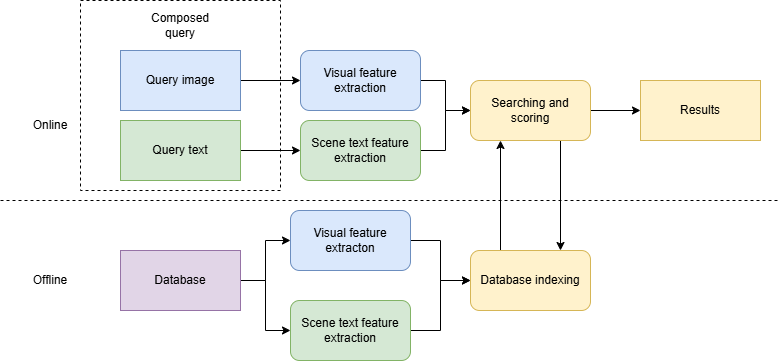 Composed
query
Query image
Visual feature
extraction
Searching and
scoring
Results
Online
Query text
Scene text feature
extraction
Visual feature
extracton
Offline
Database
Database indexing
Scene text feature
extraction